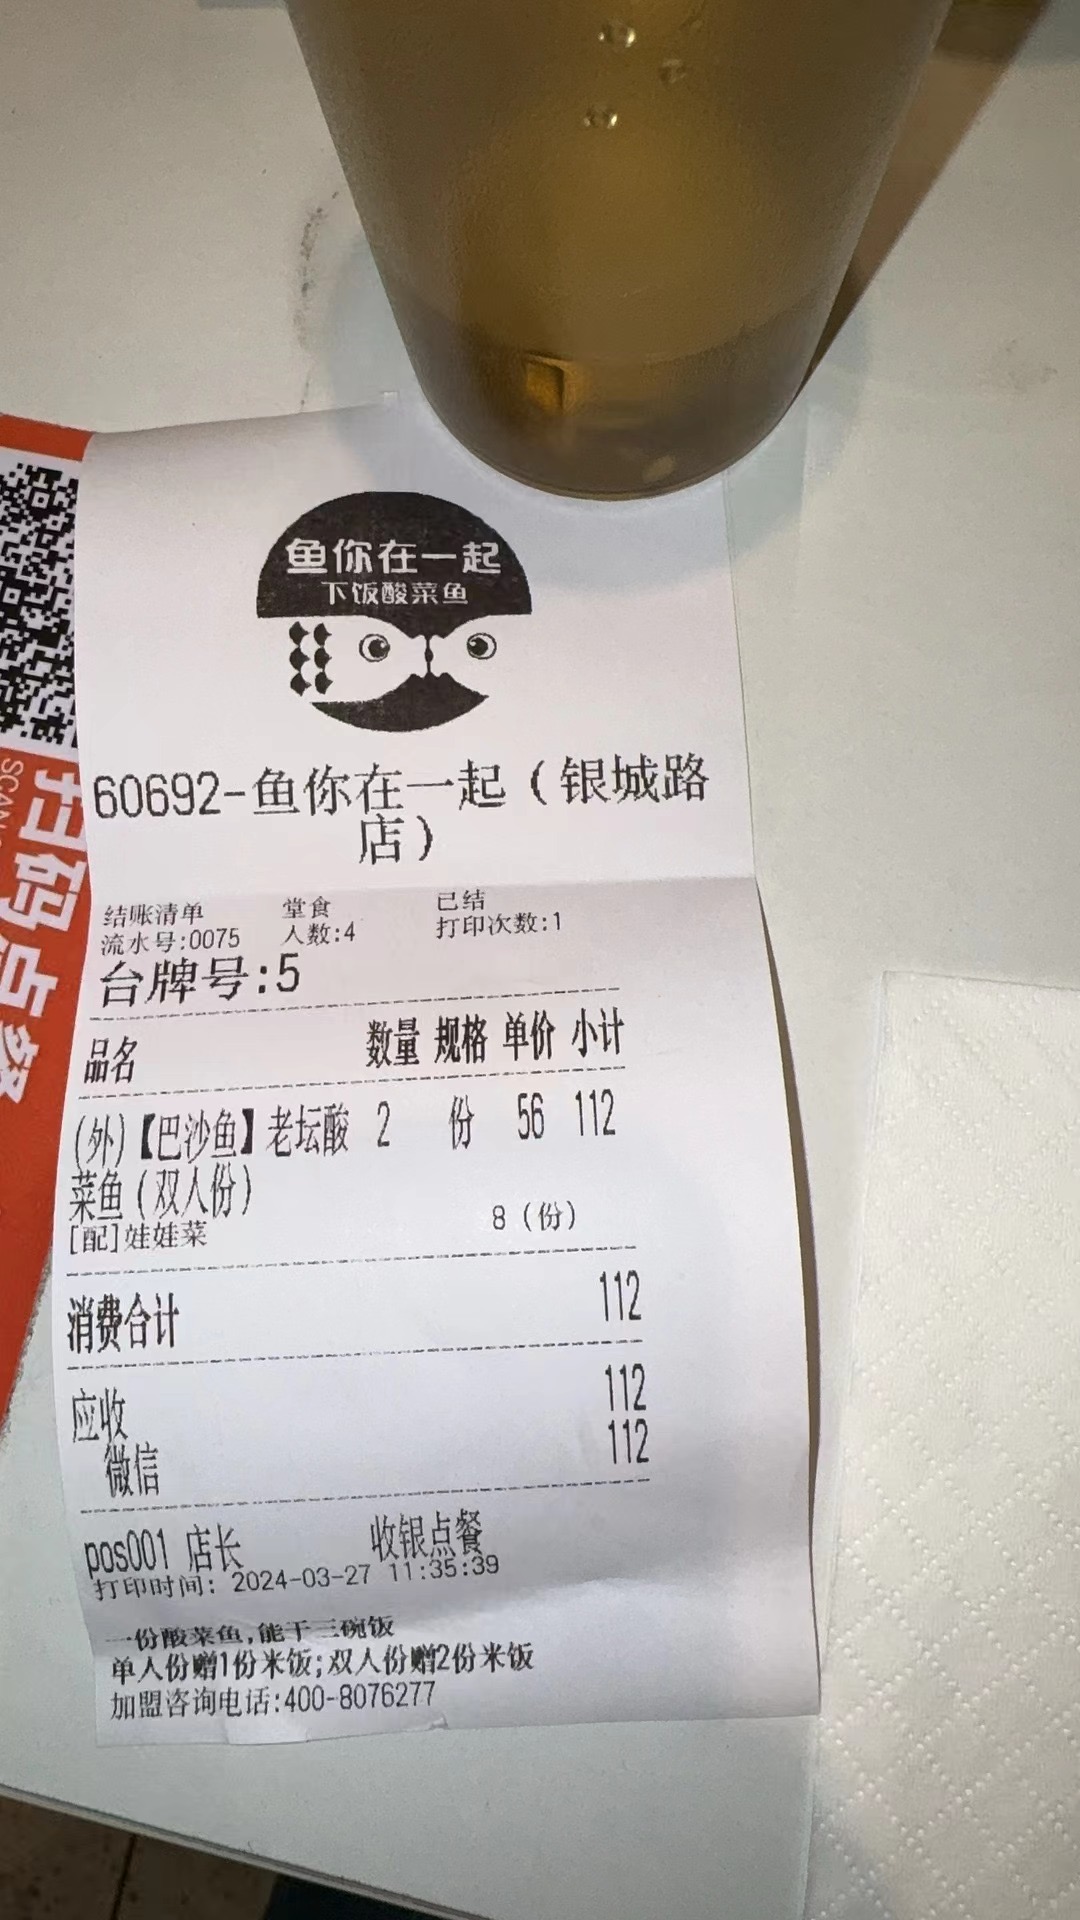 鱼你在一起
下饭酸菜鱼
60692-鱼你在一起（银城路
店）
结账清单 堂食 已结
流水号:0075 人数:4 打印次数:1
台牌号:5
品名 数量 规格 单价 小计
(外)【巴沙鱼】老坛酸 2 份 56 112
菜鱼（双人份）
[配]娃娃菜 8（份）
消费合计 112
应收 112
微信 112
pos001 店长 收银点餐
打印时间: 2024-03-27 11:35:39
一份酸菜鱼,能干三碗饭
单人份赠1份米饭;双人份赠2份米饭
加盟咨询电话:400-8076277
扫码点餐